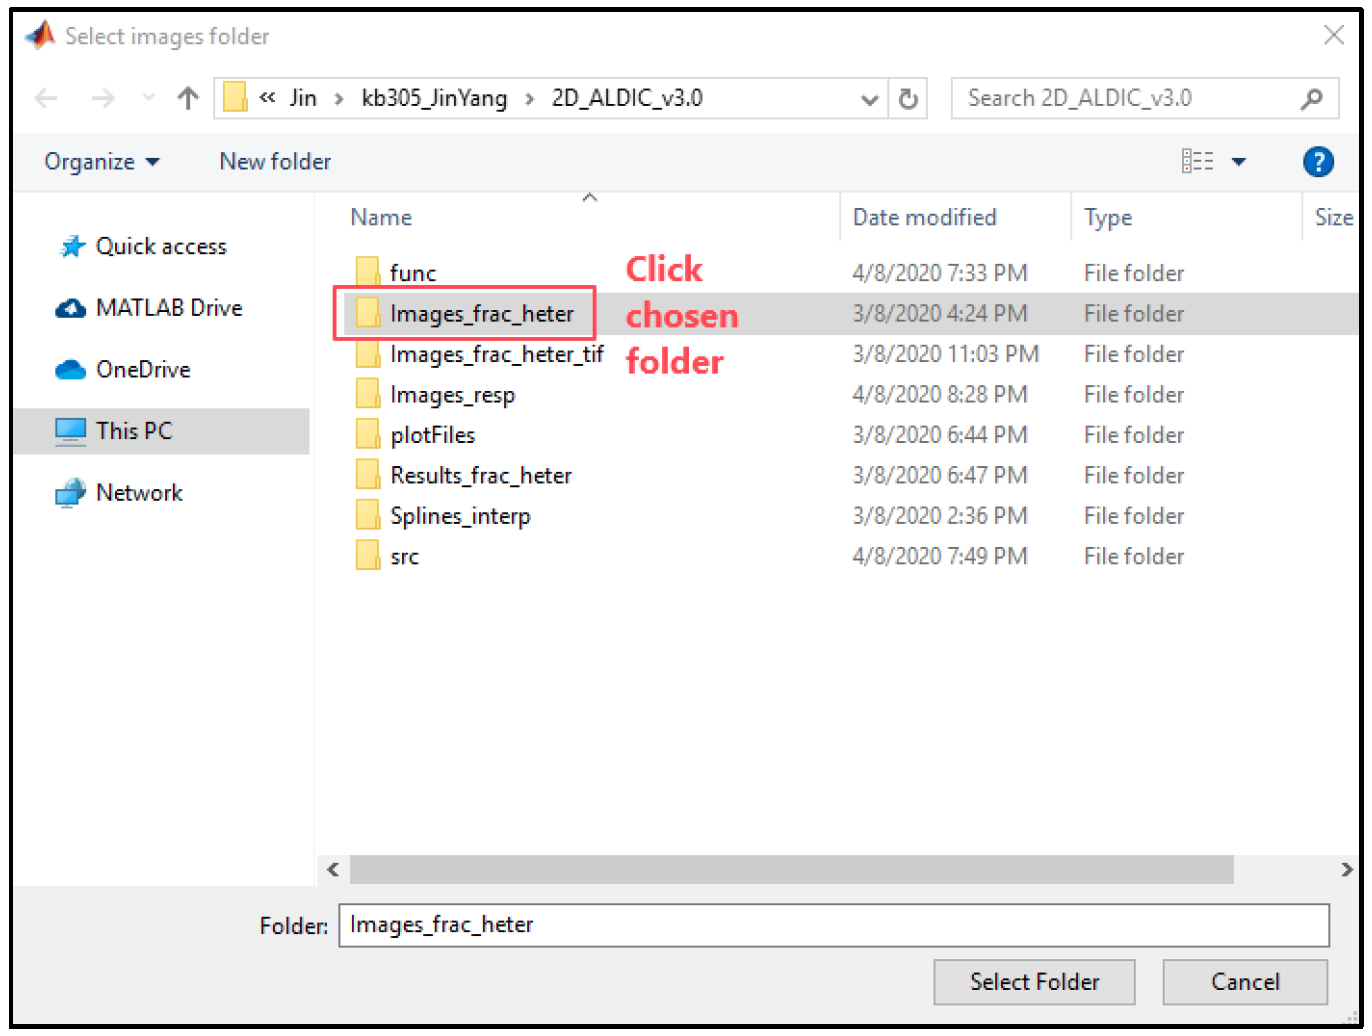 Select images folder
« Jin › kb305_JinYang › 2D_ALDIC_v3.0
Search 2D_ALDIC_v3.0
Organize
New folder
?
Name
Date modified
Type
Size
Quick access
MATLAB Drive
OneDrive
This PC
Network
func 4/8/2020 7:33 PM File folder
Images_frac_heter 3/8/2020 4:24 PM File folder
Images_frac_heter_tif 3/8/2020 11:03 PM File folder
Images_resp 4/8/2020 8:28 PM File folder
plotFiles 3/8/2020 6:44 PM File folder
Results_frac_heter 3/8/2020 6:47 PM File folder
Splines_interp 3/8/2020 2:36 PM File folder
src 4/8/2020 7:49 PM File folder
Click
chosen
folder
Folder: Images_frac_heter
Select Folder
Cancel